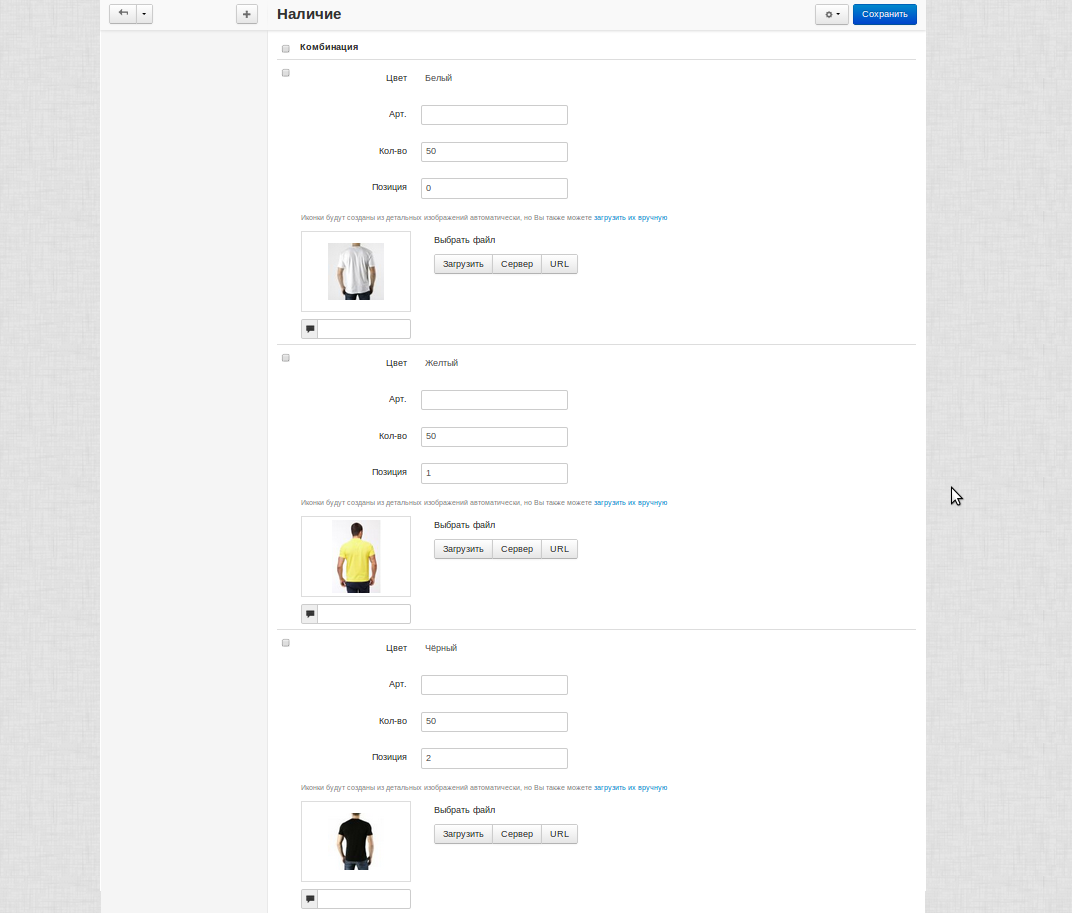 Наличие
Сохранить
Комбинация
Цвет Белый
Арт.
Кол-во 50
Позиция 0
Иконки будут созданы из детальных изображений автоматически, но Вы также можете загрузить их вручную
Выбрать файл
Загрузить Сервер URL
Цвет Желтый
Арт.
Кол-во 50
Позиция 1
Иконки будут созданы из детальных изображений автоматически, но Вы также можете загрузить их вручную
Выбрать файл
Загрузить Сервер URL
Цвет Чёрный
Арт.
Кол-во 50
Позиция 2
Иконки будут созданы из детальных изображений автоматически, но Вы также можете загрузить их вручную
Выбрать файл
Загрузить Сервер URL